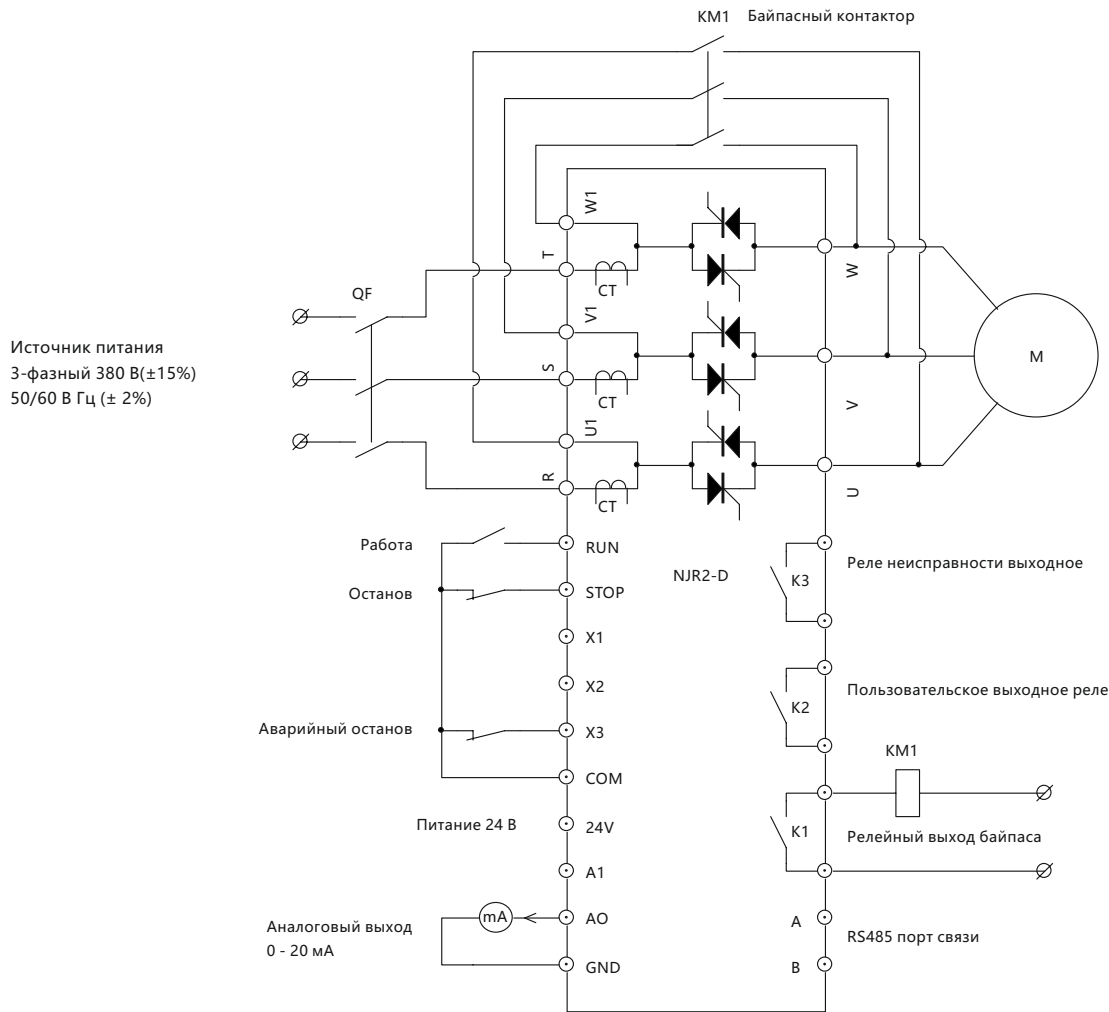 KM1 Байпасный контактор
W1
T
CT
W
QF
V1
S
CT
V
Источник питания
3-фазный 380 В(±15%)
50/60 В Гц (± 2%)
M
U1
R
CT
U
NJR2-D
Работа
RUN
Останов
STOP
X1
X2
Аварийный останов
X3
COM
Питание 24 В
24V
A1
Аналоговый выход
0 - 20 мА
mA
AO
GND
K3
Реле неисправности выходное
K2
Пользовательское выходное реле
KM1
K1
Релейный выход байпаса
A
B
RS485 порт связи